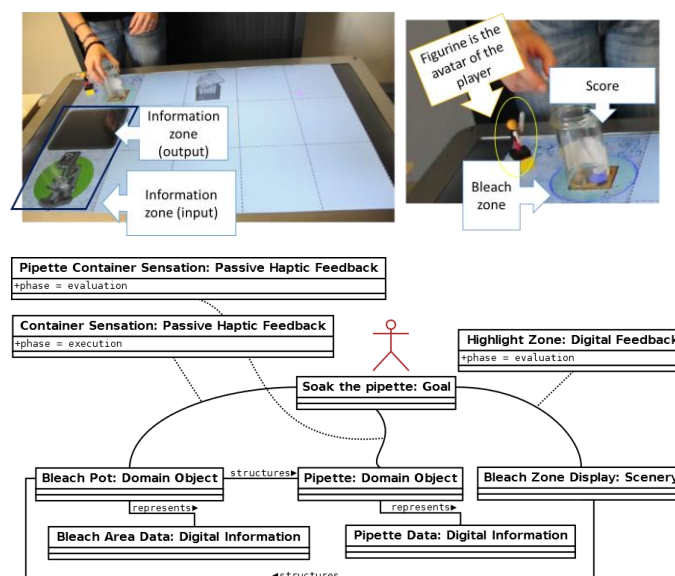 Information
zone
(output)
Information
zone (input)
Figurine is the
avatar of the
player
Score
Bleach
zone
Pipette Container Sensation: Passive Haptic Feedback
+phase = evaluation
Container Sensation: Passive Haptic Feedback
+phase = execution
Highlight Zone: Digital Feedback
+phase = evaluation
Soak the pipette: Goal
Bleach Pot: Domain Object
structures▶
Pipette: Domain Object
Bleach Zone Display: Scenery
represents▶
represents▶
Bleach Area Data: Digital Information
Pipette Data: Digital Information
◀structures